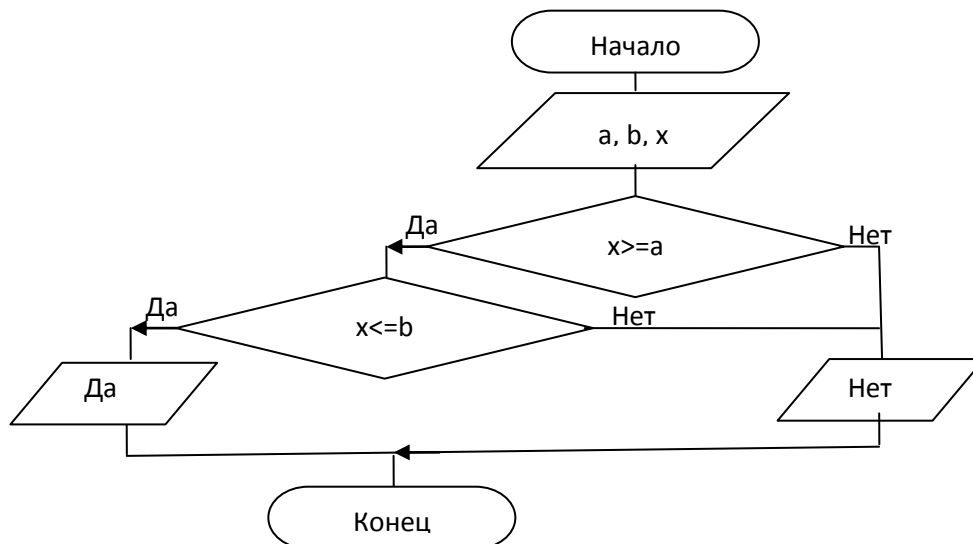 Начало
a, b, x
Да
x>=a
Нет
Да
x<=b
Нет
Да
Нет
Конец